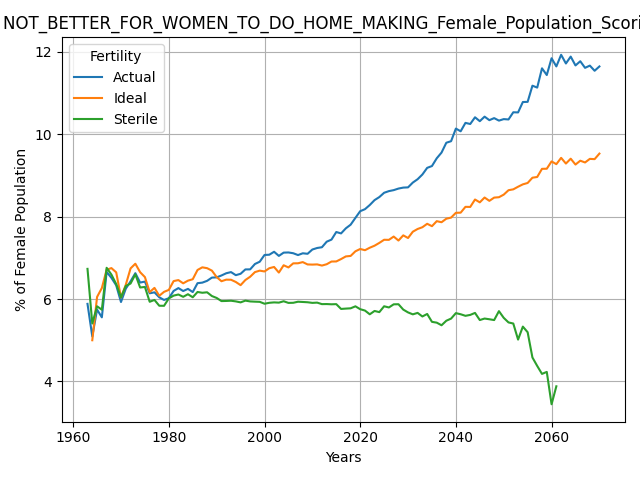 NOT_BETTER_FOR_WOMEN_TO_DO_HOME_MAKING_Female_Population_Scori
Fertility
Actual
Ideal
Sterile
% of Female Population
12
10
8
6
4
1960 1980 2000 2020 2040 2060
Years